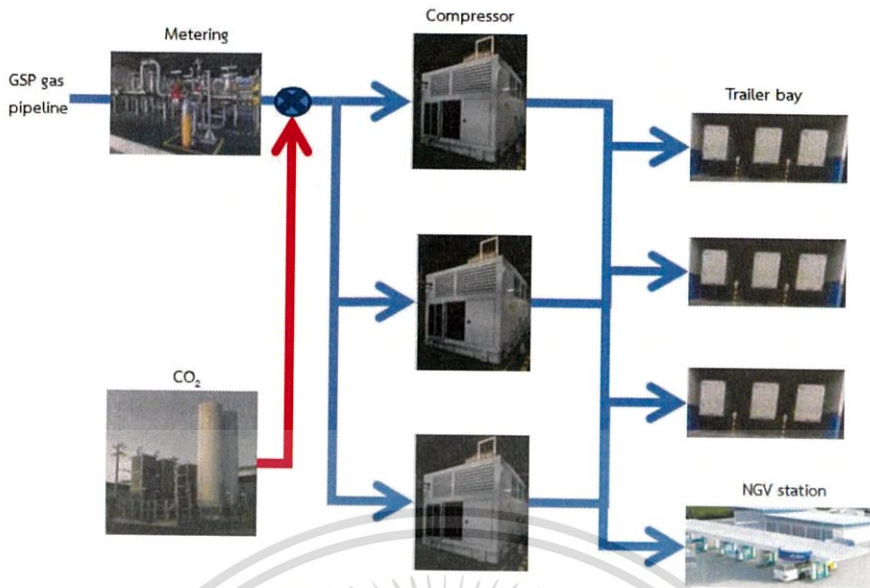 Compressor
Metering
GSP gas
pipeline
Trailer bay
CO₂
NGV station